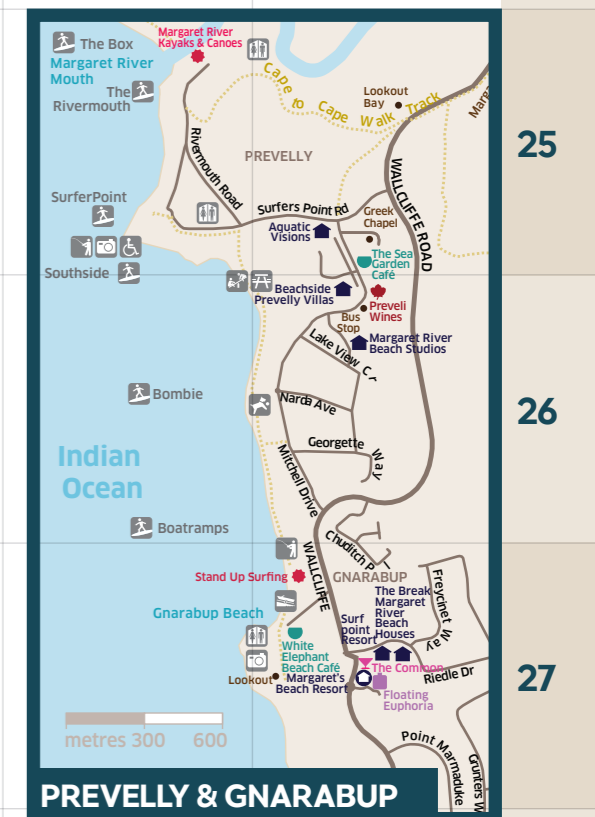 The Box
Margaret River
Kayaks & Canoes
Margaret River
Mouth
The
Rivermouth
Cape to Cape Walk Track
Lookout
Bay
25
PREVELLY
Rivermouth Road
WALLCLIFFE ROAD
SurferPoint
Surfers Point Rd
Greek
Chapel
Aquatic
Visions
The Sea
Garden
Café
Southside
Beachside
Prevelly Villas
Preveli
Wines
Bus
Stop
Margaret River
Beach Studios
Lake View Cr
Bombie
Narda Ave
26
Georgette Way
Indian
Ocean
Mitchell Drive
Boatramps
Chuditch Pl
WALLCLIFFE
Stand Up Surfing
GNARABUP
Freycinet Way
The Break
Margaret
River
Beach
Houses
Gnarabup Beach
Surf
point
Resort
White
Elephant
Beach Café
The Common
Riedle Dr
27
Lookout
Margaret's
Beach Resort
Floating
Euphoria
metres 300 600
Point Marmaduke
Grunters W
PREVELLY & GNARABUP